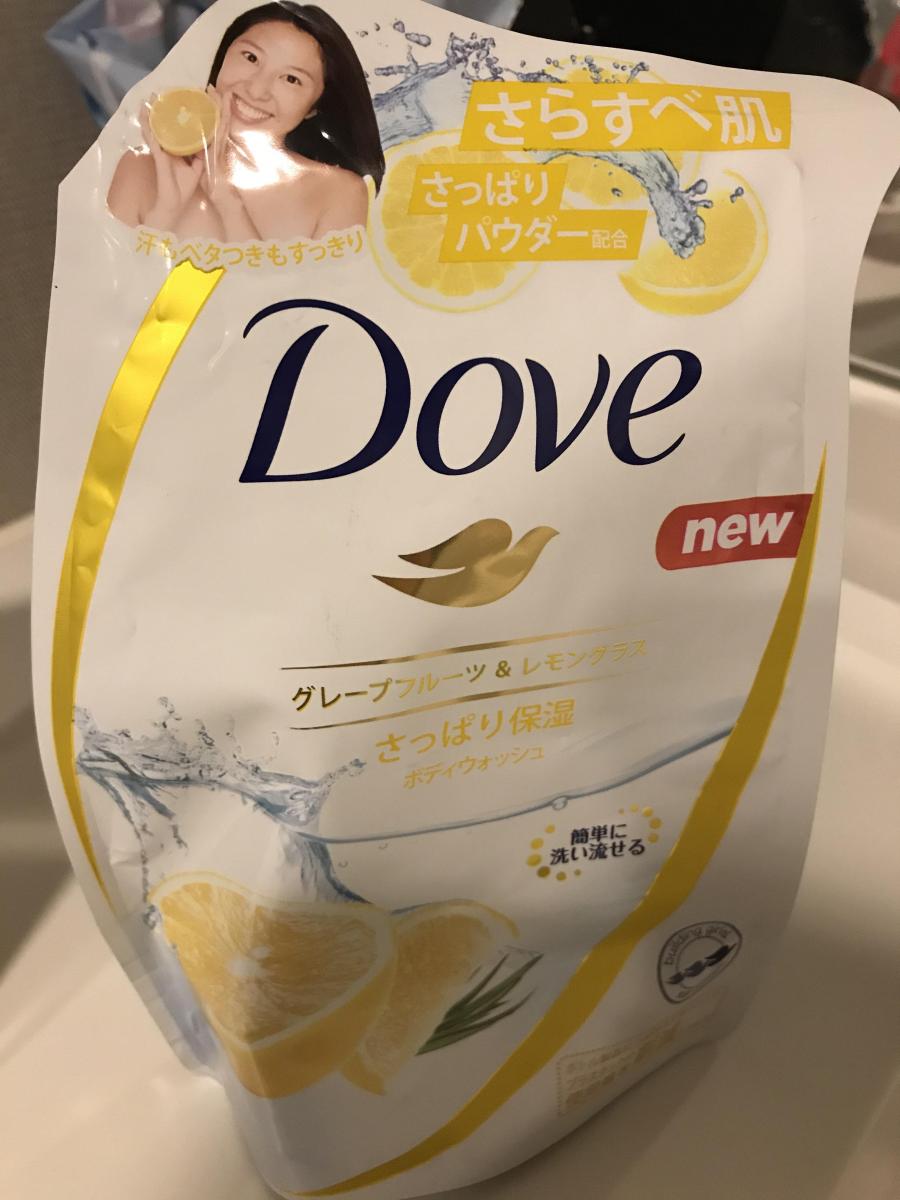 さらすべ肌
さっぱり
パウダー配合
汗もベタつきもすっきり
Dove
new
グレープフルーツ & レモングラス
さっぱり保湿
ボディウォッシュ
簡単に
洗い流せる